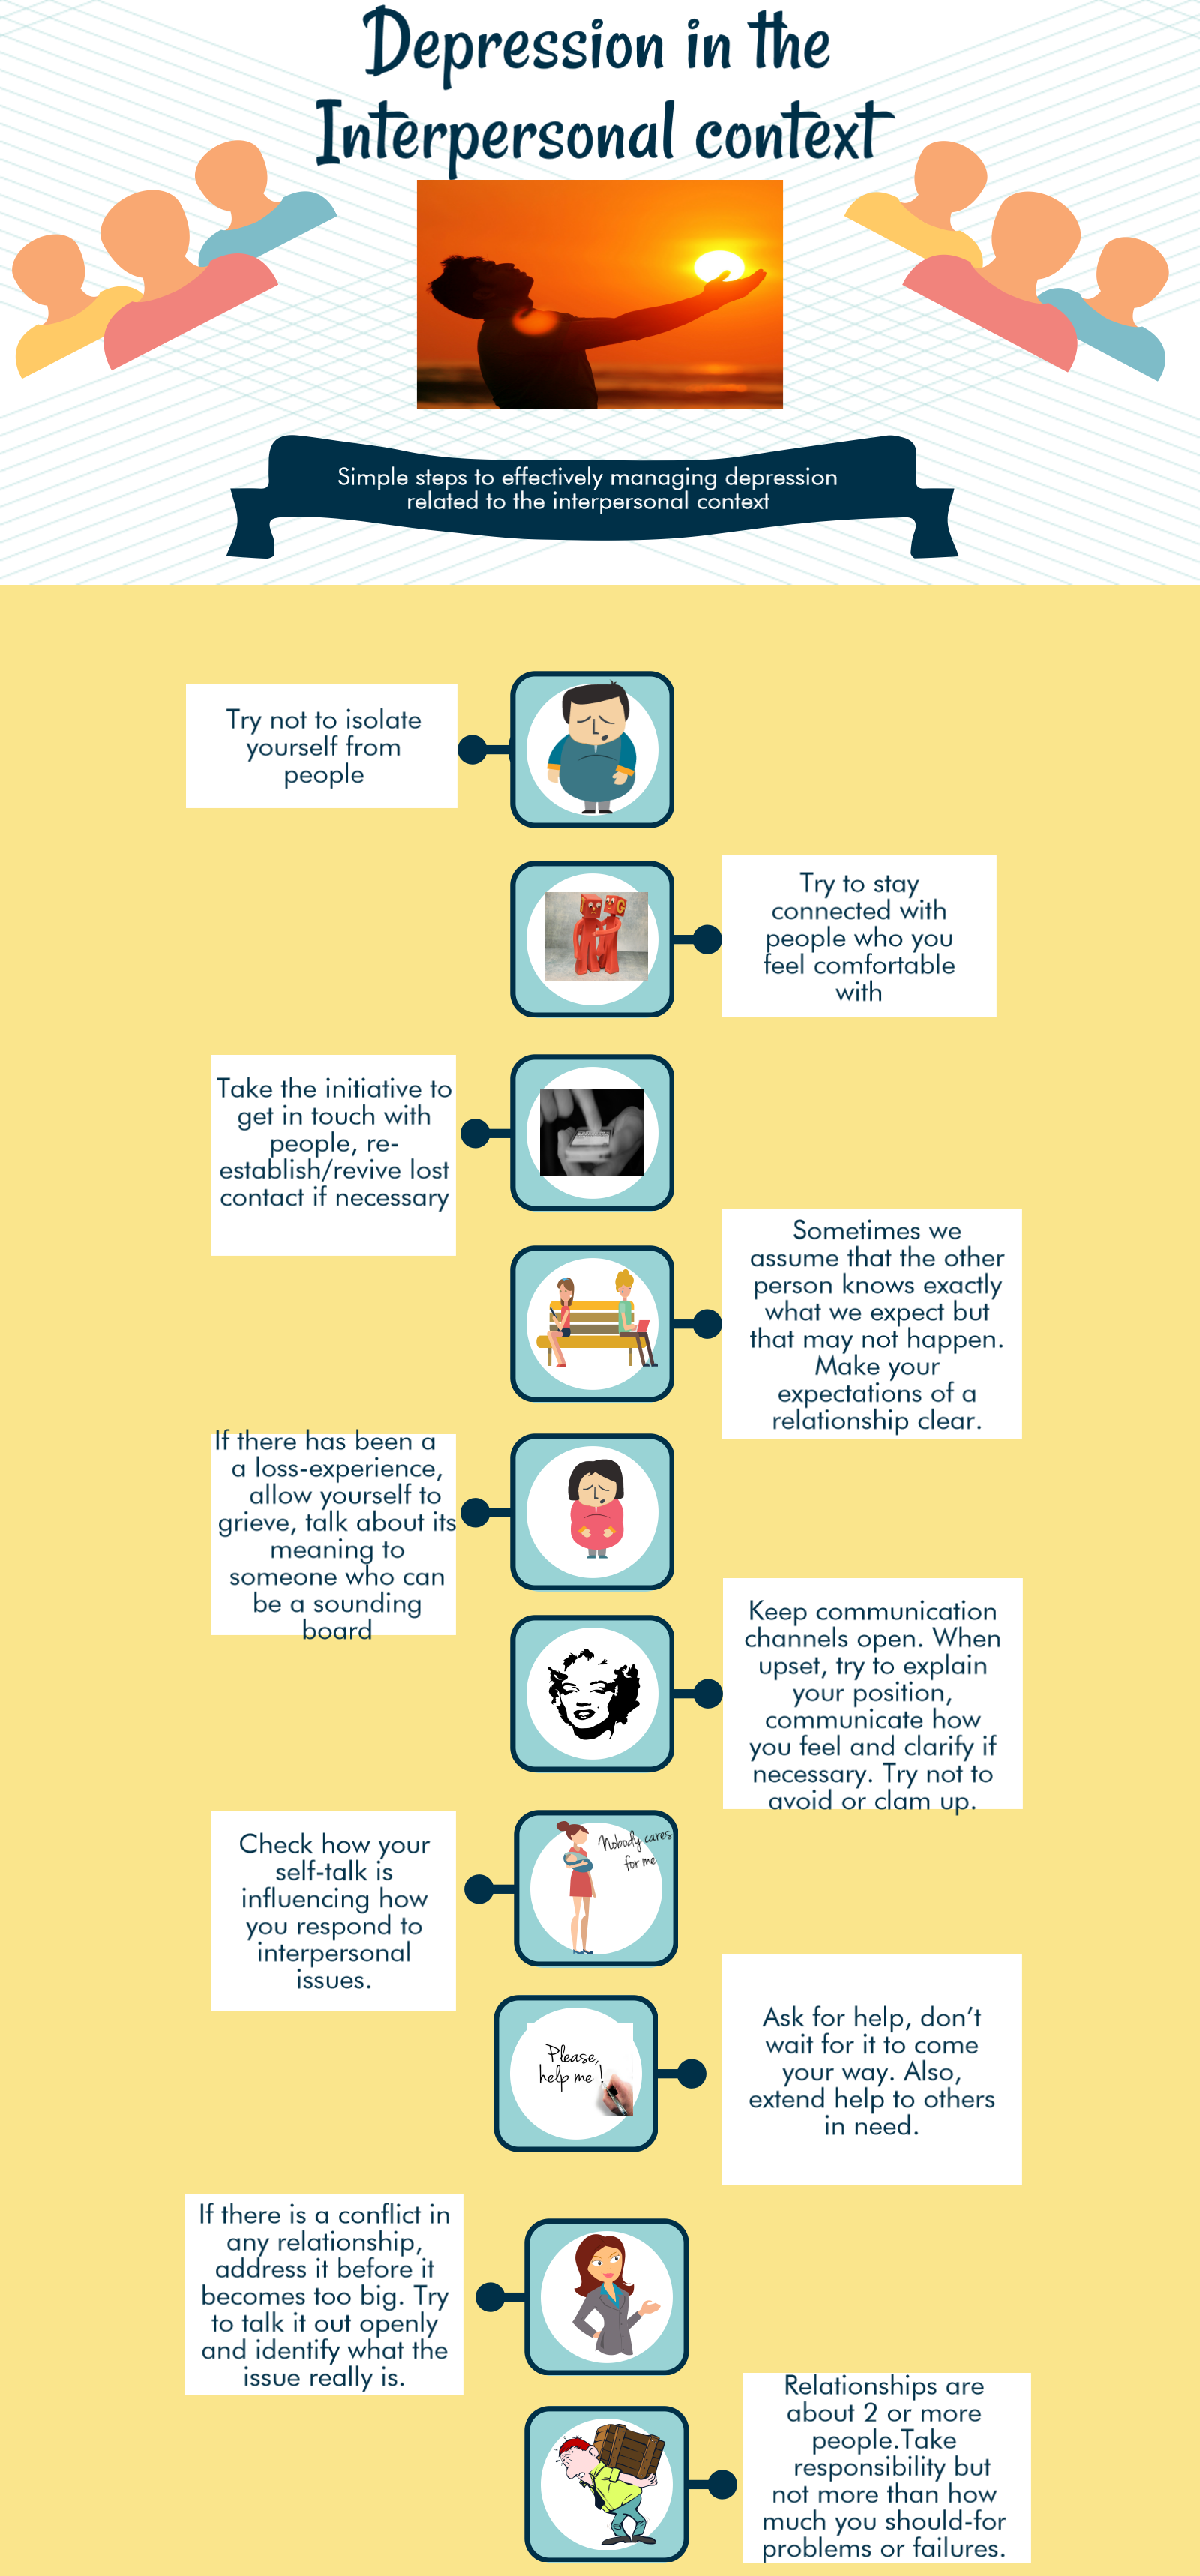 Depression in the
Interpersonal context
Simple steps to effectively managing depression
related to the interpersonal context
Try not to isolate
yourself from
people
G
Try to stay
connected with
people who you
feel comfortable
with
Take the initiative to
get in touch with
people, re-
establish/revive lost
contact if necessary
Sometimes we
assume that the other
person knows exactly
what we expect but
that may not happen.
Make your
expectations of a
relationship clear.
If there has been a
a loss-experience,
allow yourself to
grieve, talk about its
meaning to
someone who can
be a sounding
board
Keep communication
channels open. When
upset, try to explain
your position,
communicate how
you feel and clarify if
necessary. Try not to
avoid or clam up.
Nobody cares
for me
Check how your
self-talk is
influencing how
you respond to
interpersonal
issues.
Please,
help me !
Ask for help, don’t
wait for it to come
your way. Also,
extend help to others
in need.
If there is a conflict in
any relationship,
address it before it
becomes too big. Try
to talk it out openly
and identify what the
issue really is.
Relationships are
about 2 or more
people.Take
responsibility but
not more than how
much you should-for
problems or failures.